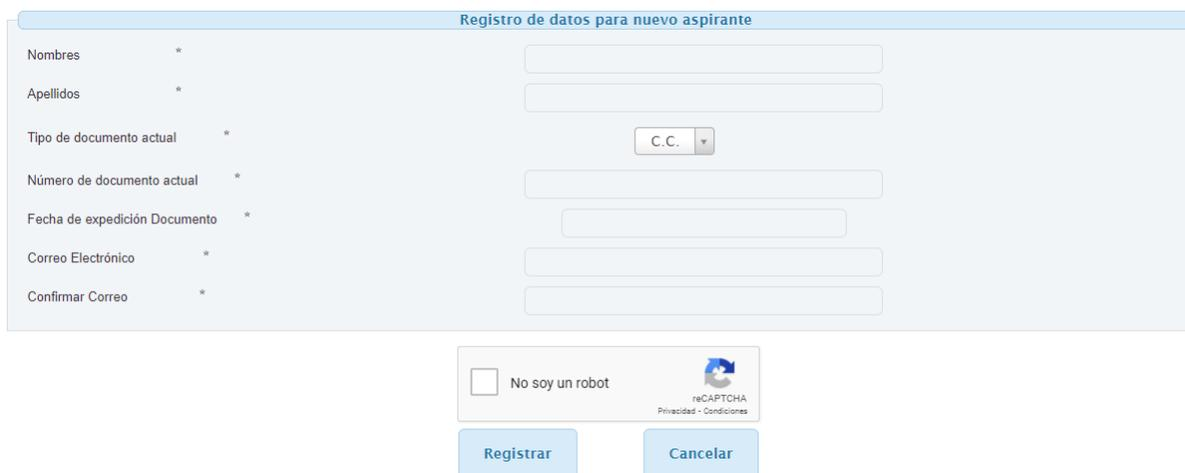 Registro de datos para nuevo aspirante
Nombres *
Apellidos *
Tipo de documento actual * C.C.
Número de documento actual *
Fecha de expedición Documento *
Correo Electrónico *
Confirmar Correo *
No soy un robot
reCAPTCHA
Privacidad - Condiciones
Registrar Cancelar